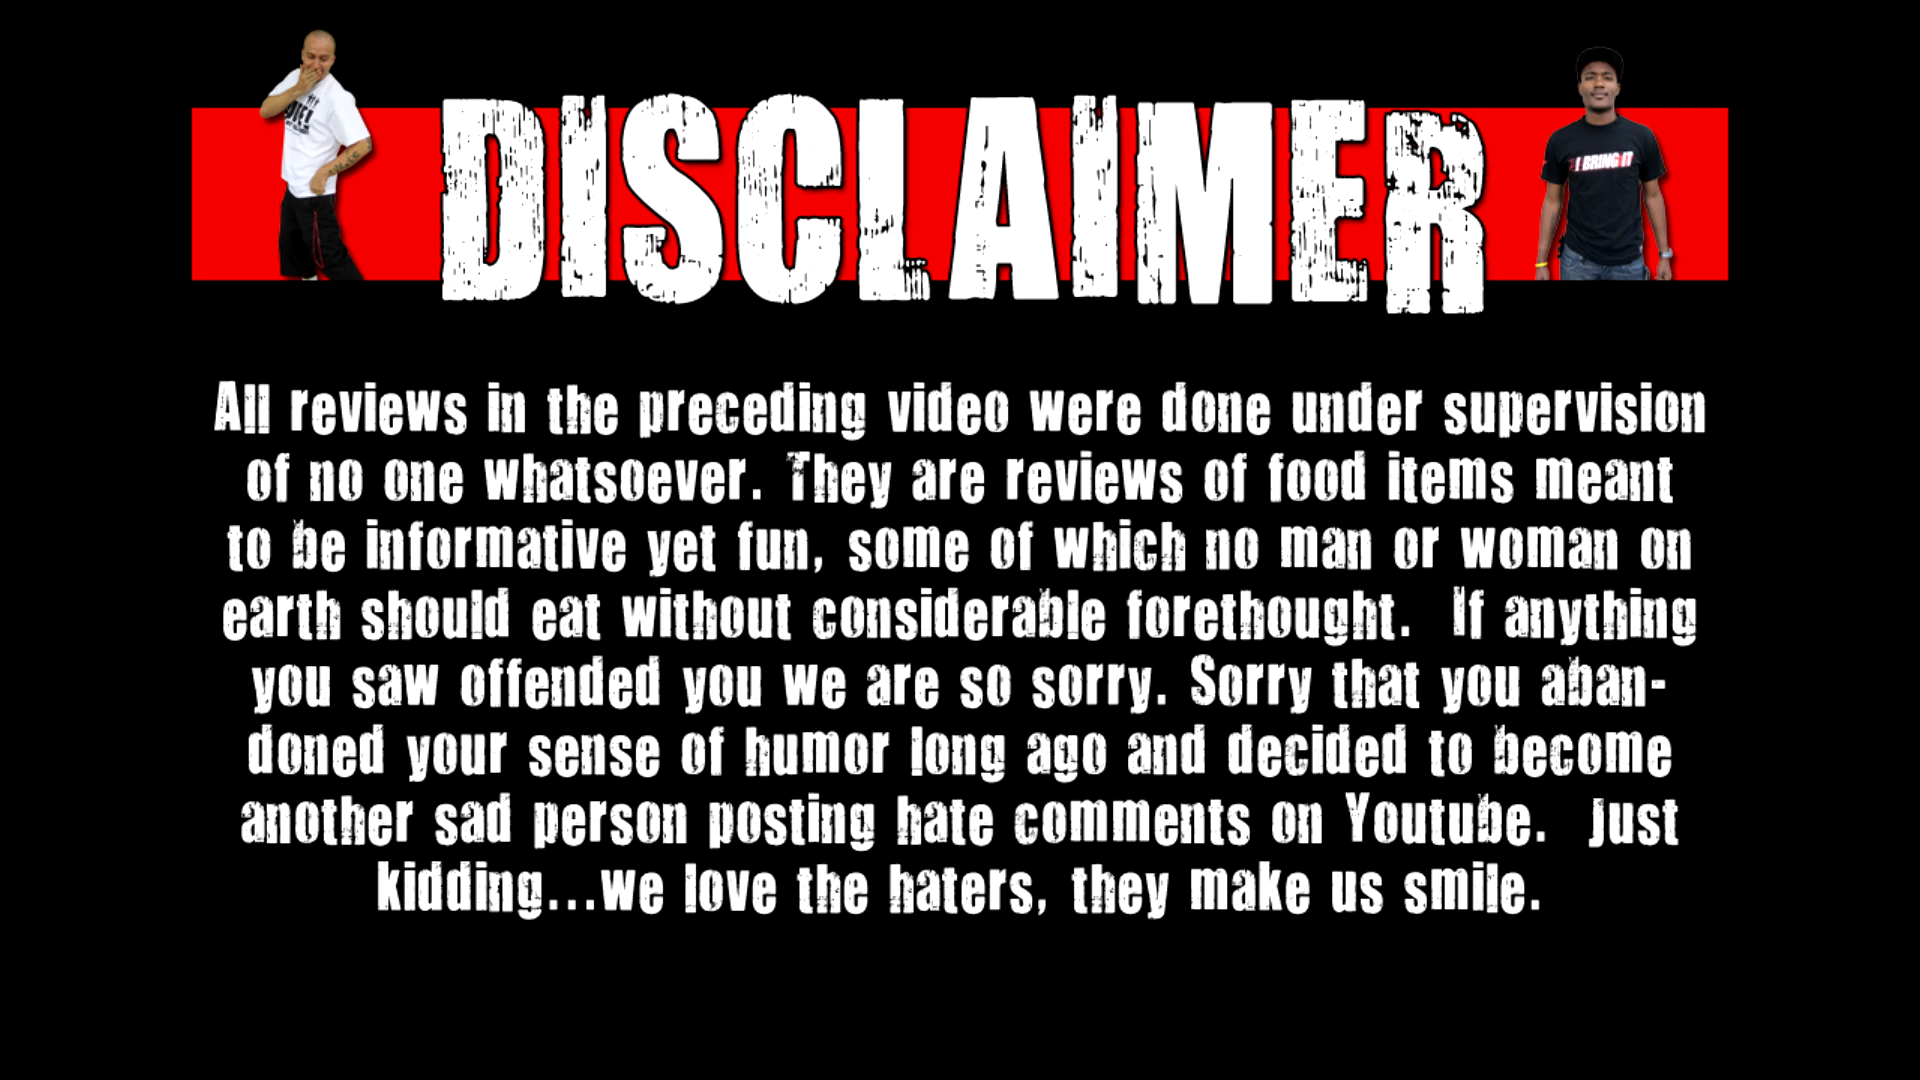 DISCLAIMER
DIET
I BRING IT
All reviews in the preceding video were done under supervision
of no one whatsoever. They are reviews of food items meant
to be informative yet fun, some of which no man or woman on
earth should eat without considerable forethought. If anything
you saw offended you we are so sorry. Sorry that you aban-
doned your sense of humor long ago and decided to become
another sad person posting hate comments on Youtube. Just
kidding...we love the haters, they make us smile.